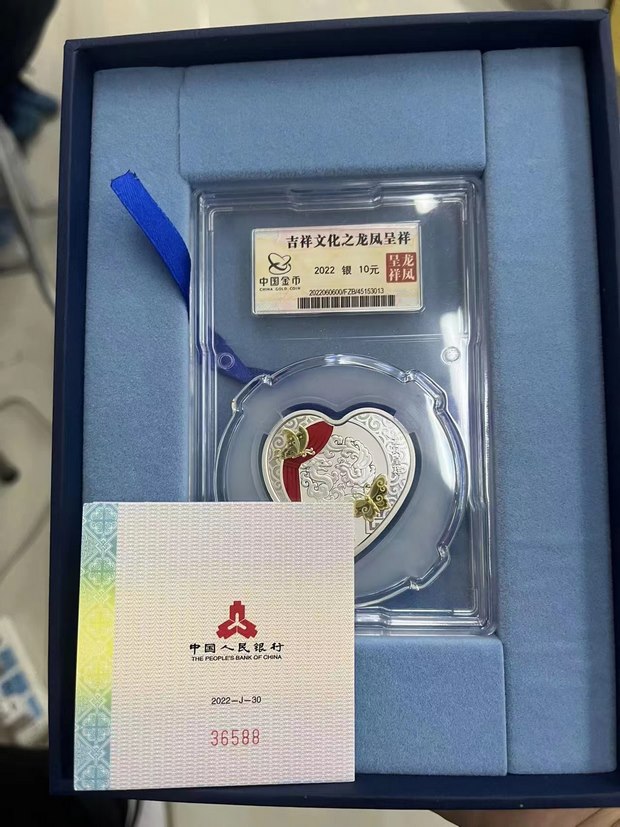 吉祥文化之龙凤呈祥
中国金币
CHINA GOLD COIN
2022 银 10元
龙凤呈祥
2022060600/FZB/45153013
中国人民银行
THE PEOPLE'S BANK OF CHINA
2022-J-30
36588